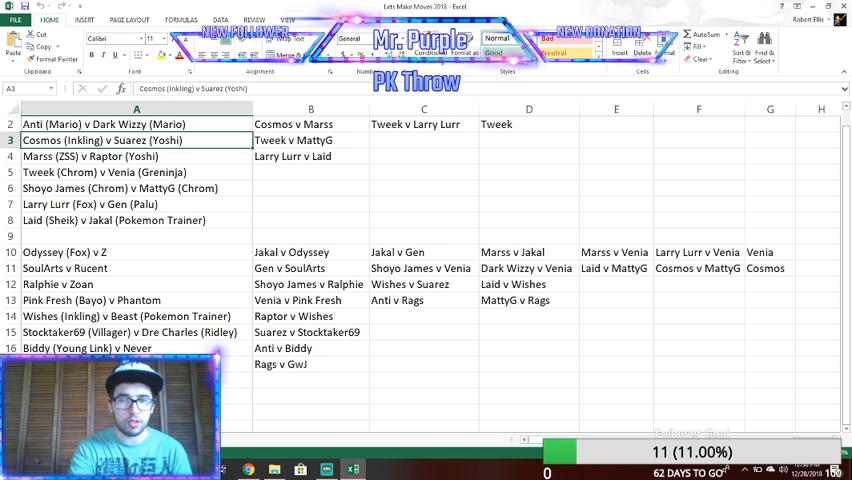 Lets Make Moves 2018 - Excel
FILE HOME INSERT PAGE LAYOUT FORMULAS DATA REVIEW
Robert Ellis
Paste
Cut
Copy
Format Painter
Clipboard
Calibri 11
B I U
Merge
Normal Bad
Good Neutral
Styles
Insert Delete Format
Cells
AutoSum
Fill
Clear
Sort & Filter
Find & Select
Editing
NEW FOLLOWER
NEW DONATION
Mr. Purple
PK Throw
A3
Cosmos (Inkling) v Suarez (Yoshi)
A B C D E F G H
2 Anti (Mario) v Dark Wizzy (Mario) Cosmos v Marss Tweek v Larry Lurr Tweek
3 Cosmos (Inkling) v Suarez (Yoshi) Tweek v MattyG
4 Marss (ZSS) v Raptor (Yoshi) Larry Lurr v Laid
5 Tweek (Chrom) v Venia (Greninja)
6 Shoyo James (Chrom) v MattyG (Chrom)
7 Larry Lurr (Fox) v Gen (Palu)
8 Laid (Sheik) v Jakal (Pokemon Trainer)
9
10 Odyssey (Fox) v Z Jakal v Odyssey Jakal v Gen Marss v Jakal Marss v Venia Larry Lurr v Venia Venia
11 SoulArts v Rucent Gen v SoulArts Shoyo James v Venia Dark Wizzy v Venia Laid v MattyG Cosmos v MattyG Cosmos
12 Ralphie v Zoan Shoyo James v Ralphie Wishes v Suarez Laid v Wishes
13 Pink Fresh (Bayo) v Phantom Venia v Pink Fresh Anti v Rags MattyG v Rags
14 Wishes (Inkling) v Beast (Pokemon Trainer) Raptor v Wishes
15 Stocktaker69 (Villager) v Dre Charles (Ridley) Suarez v Stocktaker69
16 Biddy (Young Link) v Never Anti v Biddy
Rags v GwJ
Follower Goal
11 (11.00%)
0 62 DAYS TO GO 100
12/28/2018